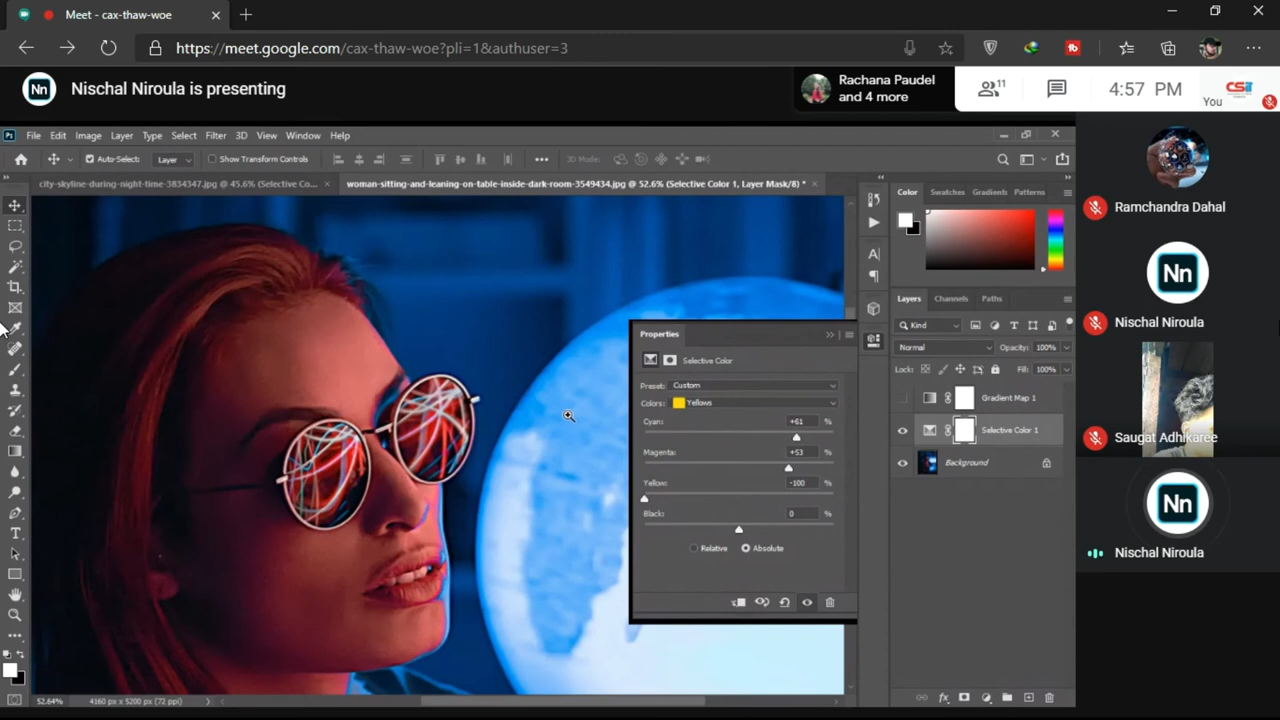 Meet - cax-thaw-woe
https://meet.google.com/cax-thaw-woe?pli=1&authuser=3
Nn
Nischal Niroula is presenting
Rachana Paudel
and 4 more
11
4:57 PM
CSIT
You
Ps
File Edit Image Layer Type Select Filter 3D View Window Help
Auto-Select: Layer Show Transform Controls 3D Mode:
city-skyline-during-night-time-3834347.jpg @ 45.6% (Selective Co...
woman-sitting-and-leaning-on-table-inside-dark-room-3549434.jpg @ 52.6% (Selective Color 1, Layer Mask/8) *
Color Swatches Gradients Patterns
Layers Channels Paths
Kind
Normal Opacity: 100%
Lock: Fill: 100%
Gradient Map 1
Selective Color 1
Background
Properties
Selective Color
Preset: Custom
Colors: Yellows
Cyan: +61 %
Magenta: +53 %
Yellow: -100 %
Black: 0 %
Relative Absolute
52.64% 4160 px x 5200 px (72 ppi)
Ramchandra Dahal
Nn
Nischal Niroula
Saugat Adhikaree
Nn
Nischal Niroula